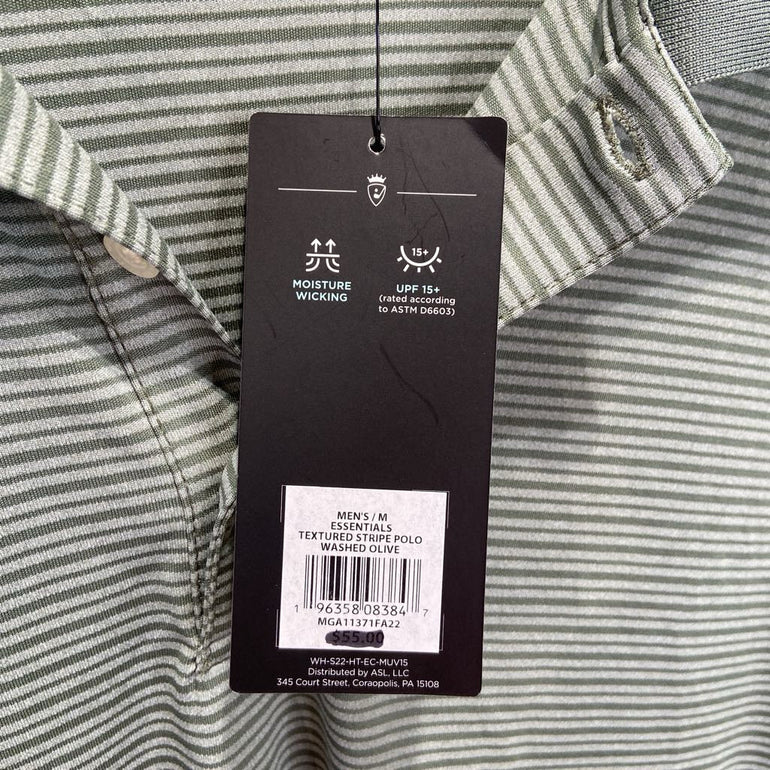 15+
MOISTURE
WICKING
UPF 15+
(rated according
to ASTM D6603)
MEN'S / M
ESSENTIALS
TEXTURED STRIPE POLO
WASHED OLIVE
1 96358 08384 7
MGA11371FA22
$55.00
WH-S22-HT-EC-MUV15
Distributed by ASL, LLC
345 Court Street, Coraopolis, PA 15108